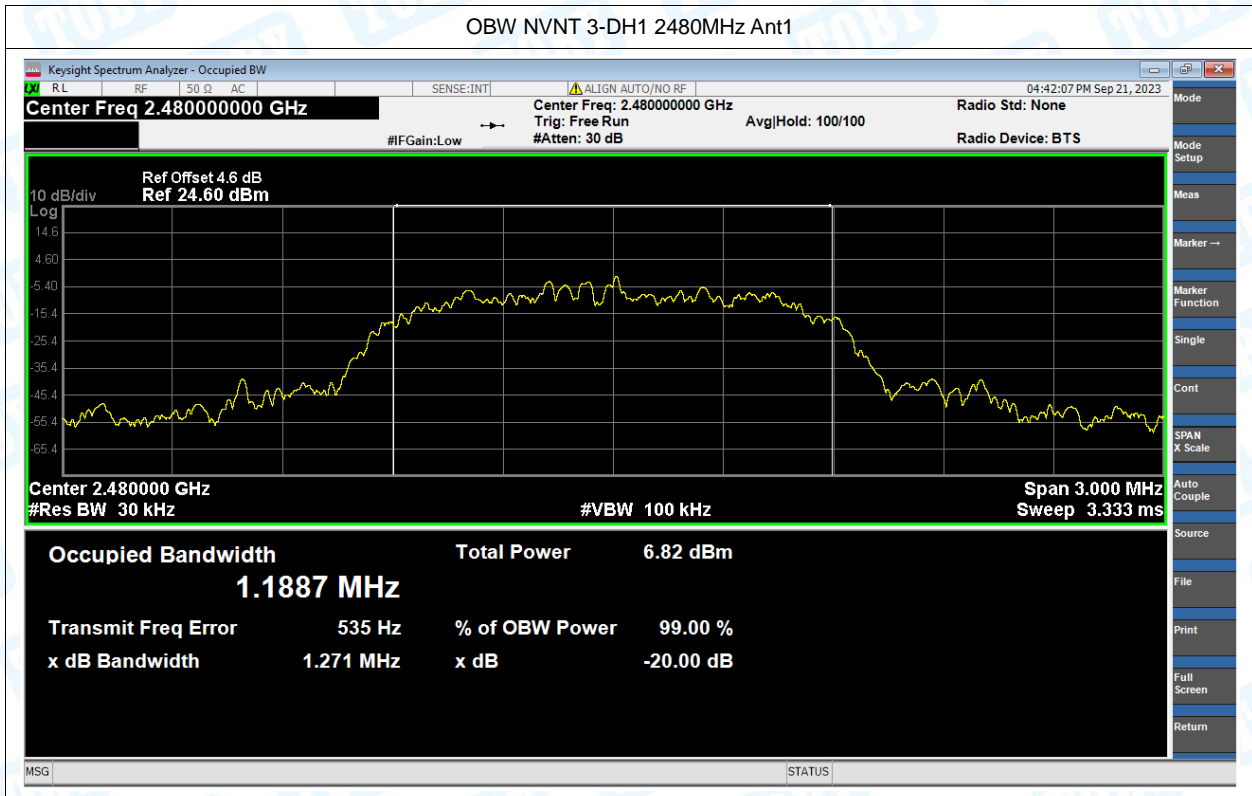 OBW NVNT 3-DH1 2480MHz Ant1
Keysight Spectrum Analyzer - Occupied BW
LXI RL RF 50 Ω AC SENSE:INT ALIGN AUTO/NO RF 04:42:07 PM Sep 21, 2023
Center Freq 2.480000000 GHz
Center Freq: 2.480000000 GHz
Radio Std: None
Trig: Free Run
Avg|Hold: 100/100
#IFGain:Low
#Atten: 30 dB
Radio Device: BTS
Ref Offset 4.6 dB
10 dB/div
Ref 24.60 dBm
Log
14.6
4.60
-5.40
-15.4
-25.4
-35.4
-45.4
-55.4
-65.4
Center 2.480000 GHz
Span 3.000 MHz
#Res BW 30 kHz
#VBW 100 kHz
Sweep 3.333 ms
Occupied Bandwidth
Total Power 6.82 dBm
1.1887 MHz
Transmit Freq Error 535 Hz
% of OBW Power 99.00 %
x dB Bandwidth 1.271 MHz
x dB -20.00 dB
MSG
STATUS
Mode
Mode
Setup
Meas
Marker →
Marker
Function
Single
Cont
SPAN
X Scale
Auto
Couple
Source
File
Print
Full
Screen
Return
TOBY